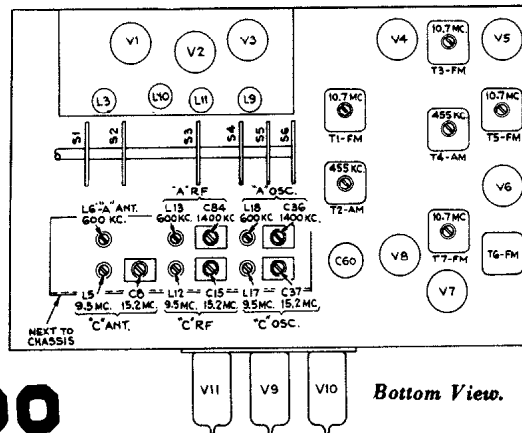 V1 V2 V3 V4 10.7 MC. V5
T3-FM
L3 L10 L11 L9
10.7 MC. 455 KC. 10.7 MC.
T1-FM T4-AM T5-FM
S1 S2 S3 S4 S5 S6
455 KC.
T2-AM
V6
"A" RF "A" OSC.
L6-"A" ANT. L13 C84 L18 C36
600 KC. 600 KC. 1400 KC 600 KC. 1400 KC.
10.7 MC.
T7-FM
C60 V8 T6-FM
V7
L5 C8 L12 C15 L17 C37
9.5 MC. 15.2 MC. 9.5 MC. 15.2 MC. 9.5 MC. 15.2 MC.
"C" ANT. "C" RF "C" OSC.
NEXT TO
CHASSIS
V11 V9 V10
Bottom View.